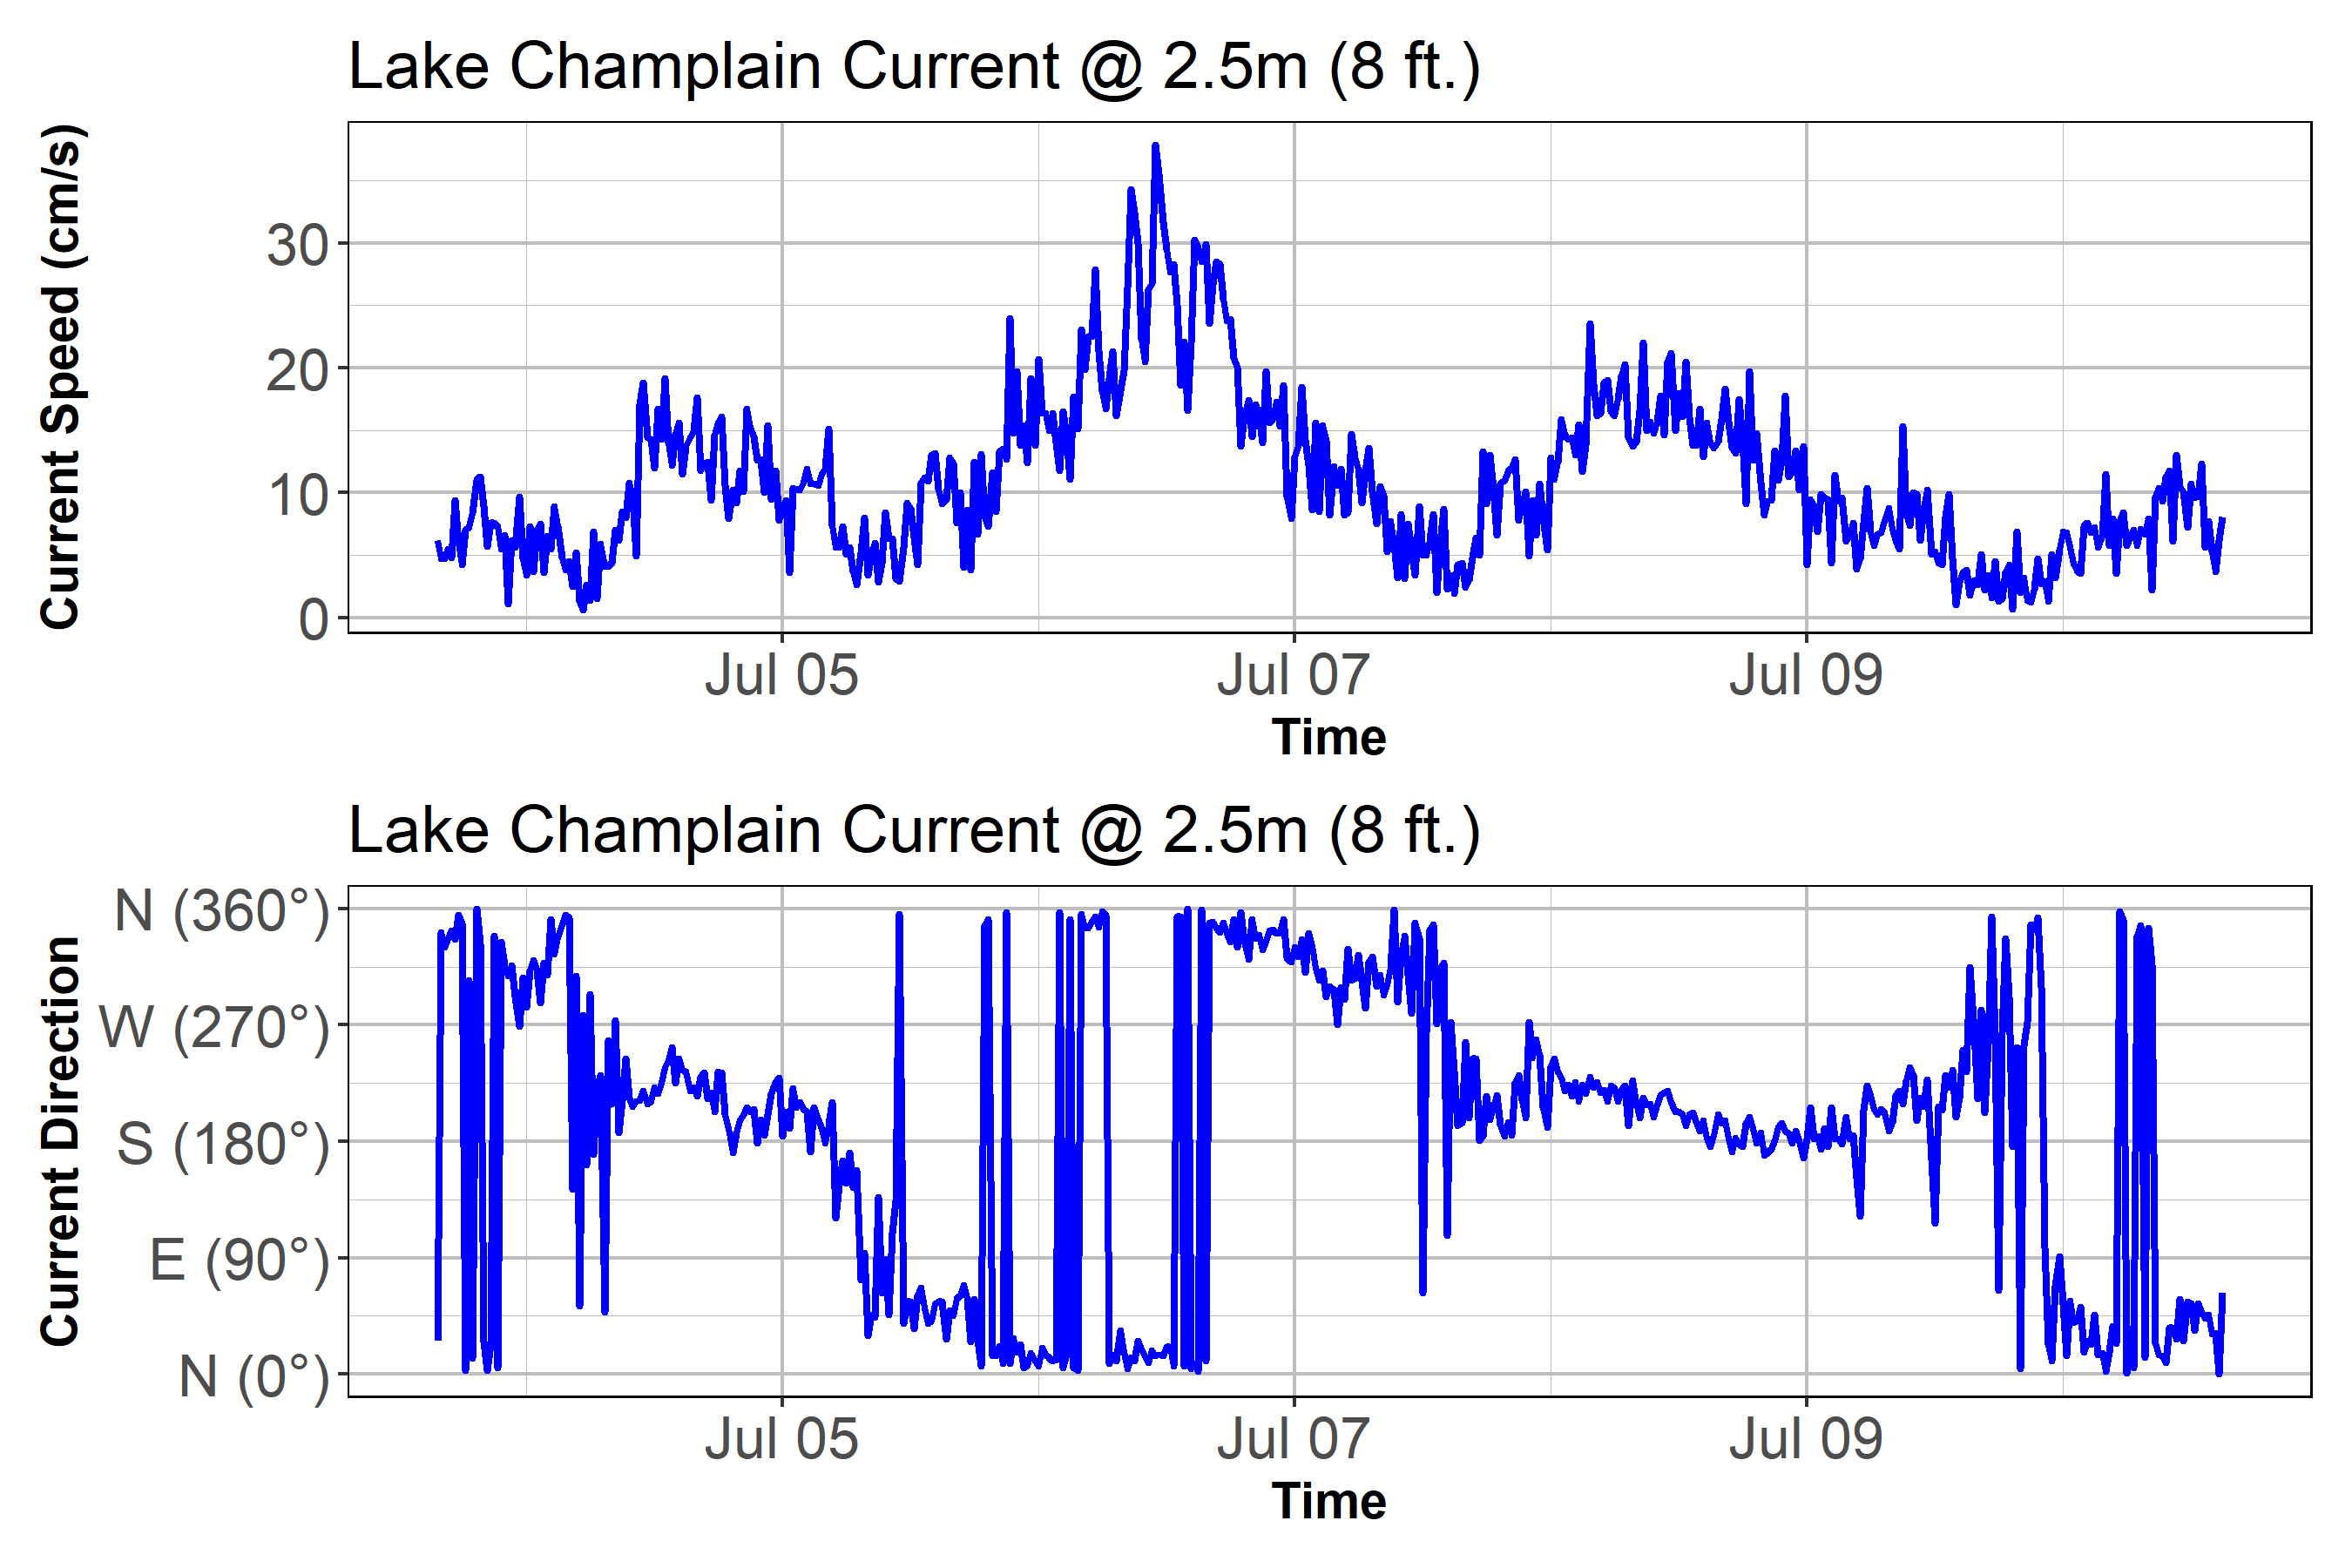 Lake Champlain Current @ 2.5m (8 ft.)
Current Speed (cm/s)
30
20
10
0
Jul 05 Jul 07 Jul 09
Time
Lake Champlain Current @ 2.5m (8 ft.)
Current Direction
N (360°)
W (270°)
S (180°)
E (90°)
N (0°)
Jul 05 Jul 07 Jul 09
Time